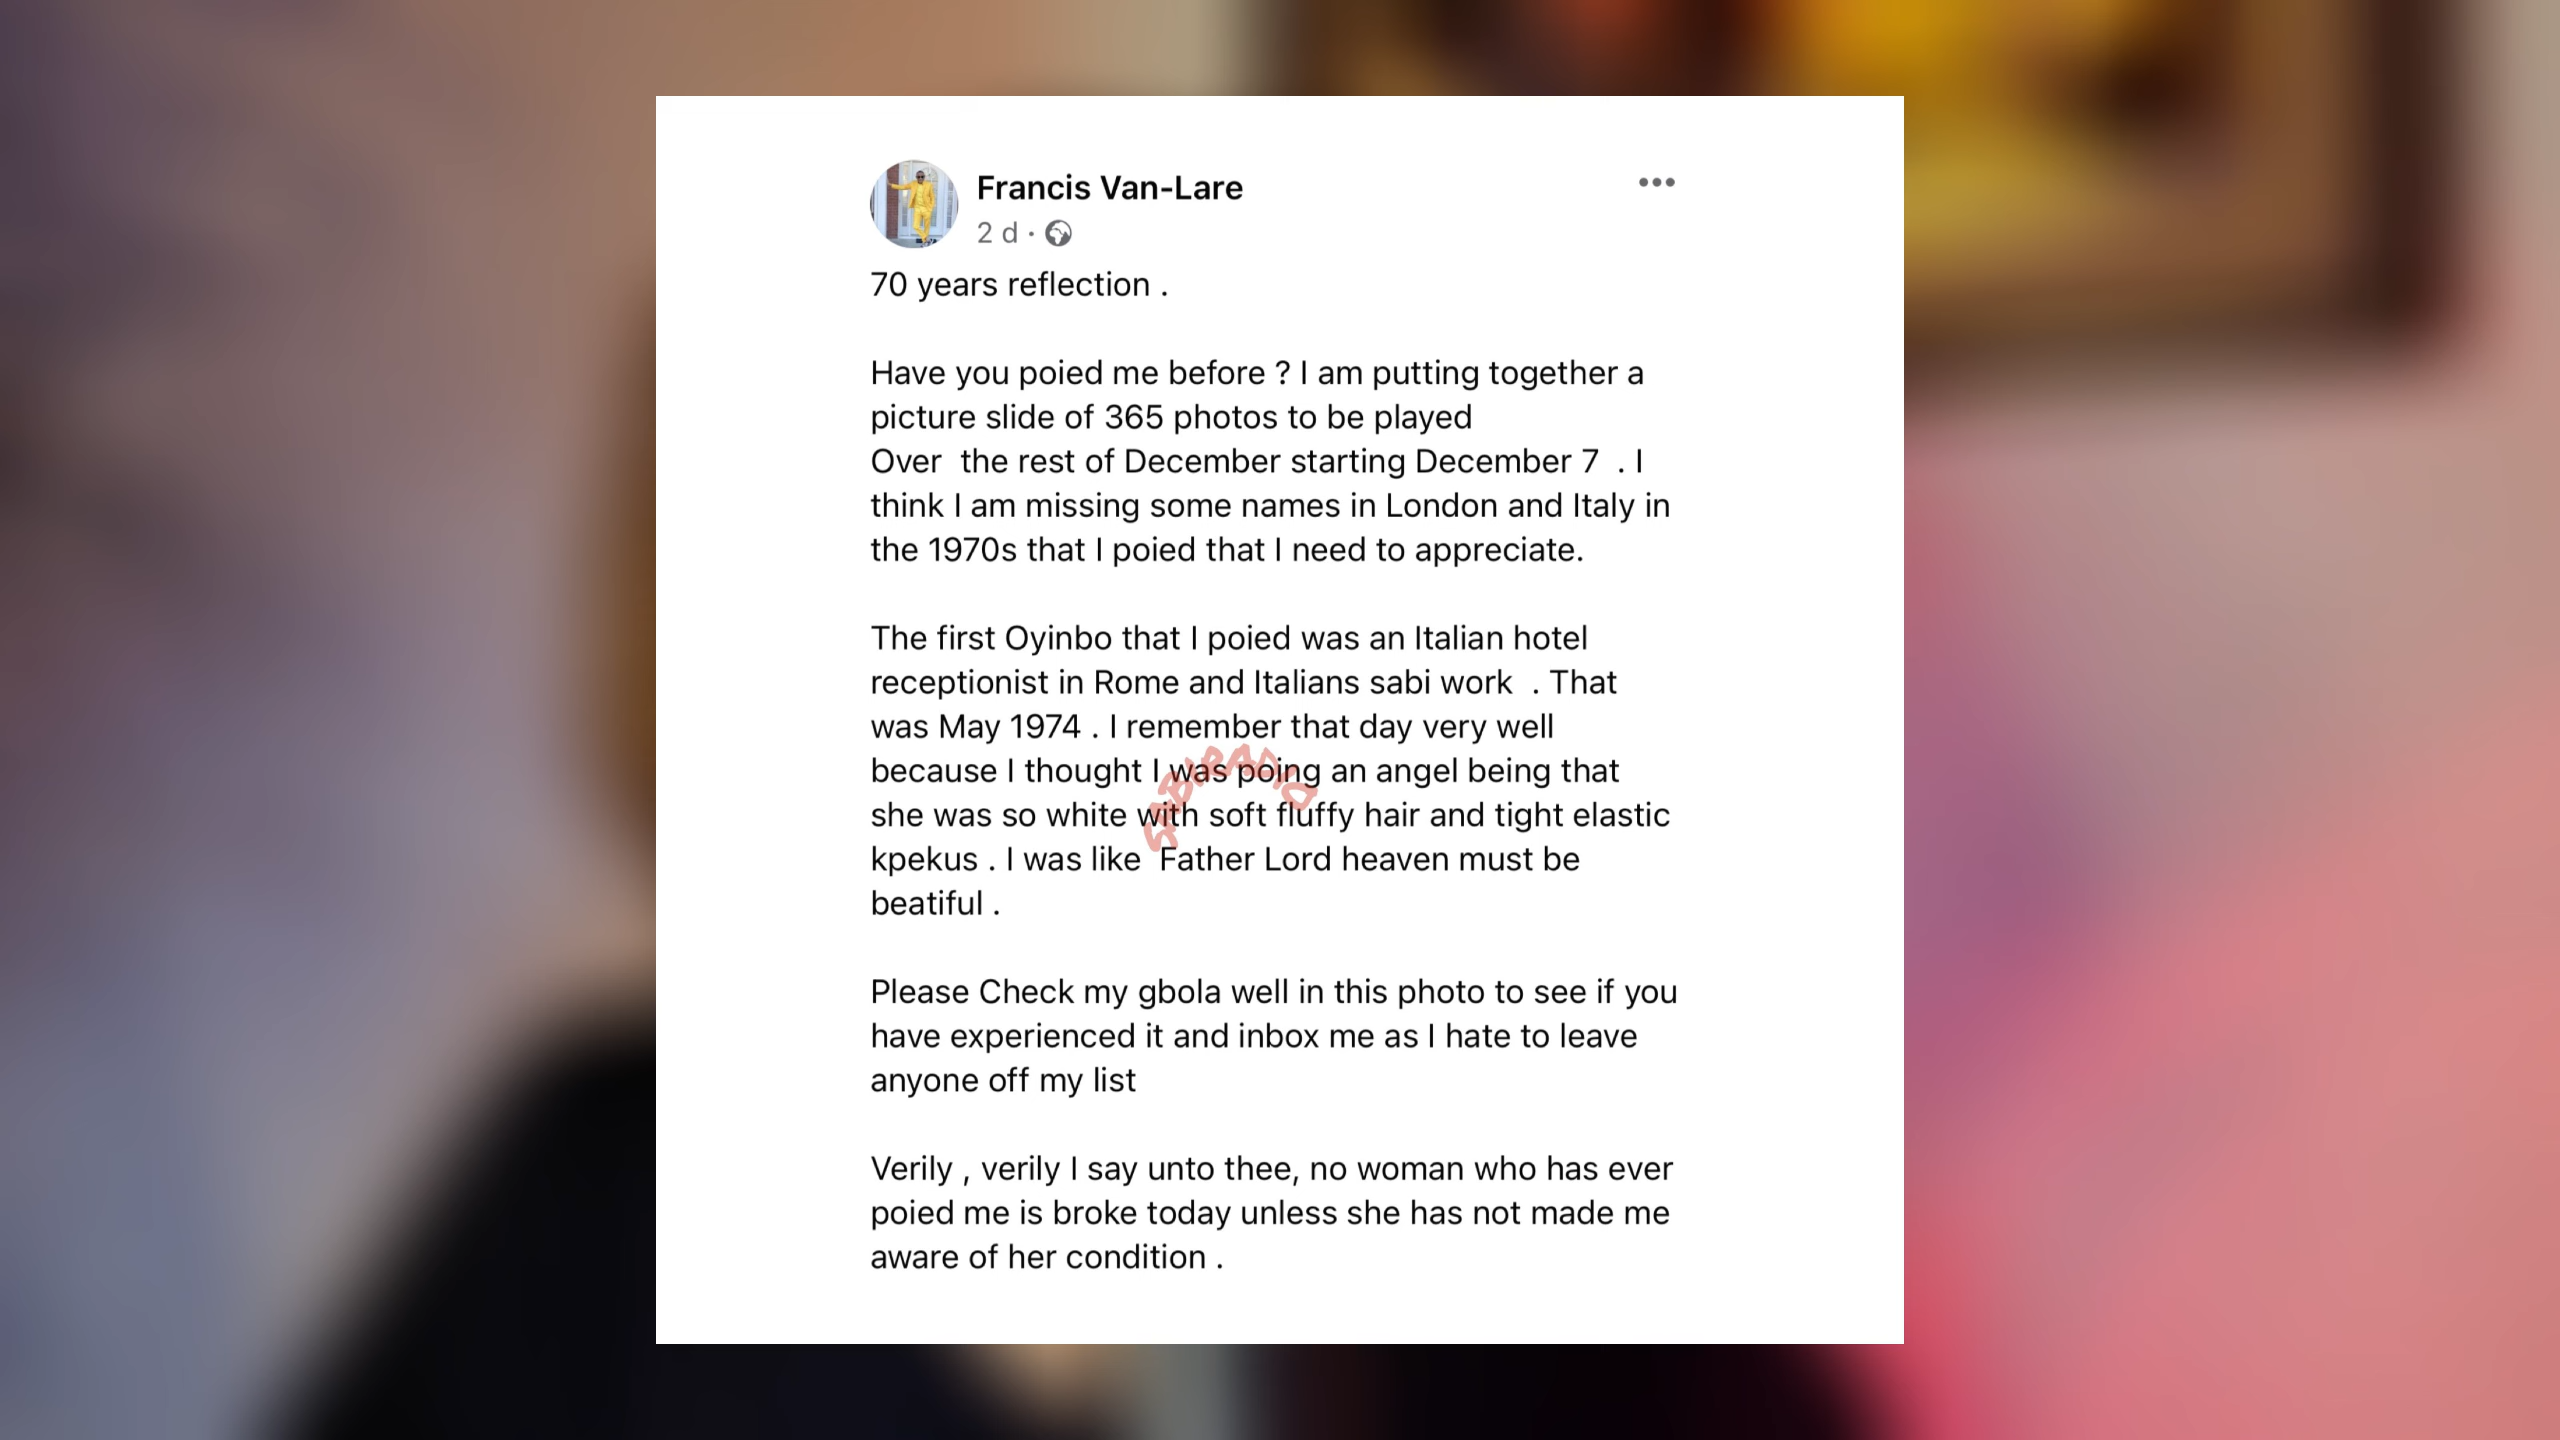 Francis Van-Lare
•••
2 d ·
70 years reflection .
Have you poied me before ? I am putting together a
picture slide of 365 photos to be played
Over  the rest of December starting December 7  . I
think I am missing some names in London and Italy in
the 1970s that I poied that I need to appreciate.
The first Oyinbo that I poied was an Italian hotel
receptionist in Rome and Italians sabi work  . That
was May 1974 . I remember that day very well
because I thought I was poing an angel being that
she was so white with soft fluffy hair and tight elastic
kpekus . I was like  Father Lord heaven must be
beatiful .
SABIRADIO
Please Check my gbola well in this photo to see if you
have experienced it and inbox me as I hate to leave
anyone off my list
Verily , verily I say unto thee, no woman who has ever
poied me is broke today unless she has not made me
aware of her condition .